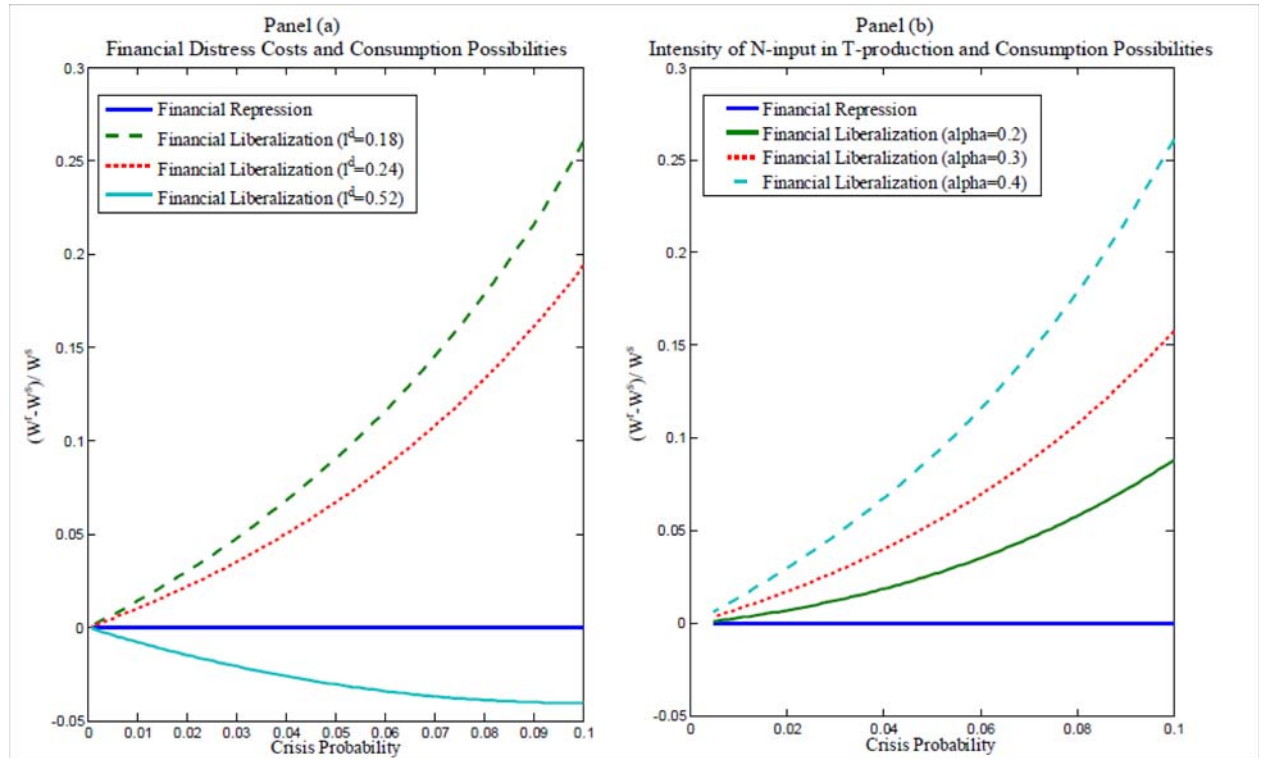 Panel (a)
Financial Distress Costs and Consumption Possibilities
0.3
Financial Repression
Financial Liberalization (I^d=0.18)
Financial Liberalization (I^d=0.24)
Financial Liberalization (I^d=0.52)
0.25
0.2
0.15
0.1
0.05
0
-0.05
(W^r-W^s)/ W^s
0 0.01 0.02 0.03 0.04 0.05 0.06 0.07 0.08 0.09 0.1
Crisis Probability
Panel (b)
Intensity of N-input in T-production and Consumption Possibilities
0.3
Financial Repression
Financial Liberalization (alpha=0.2)
Financial Liberalization (alpha=0.3)
Financial Liberalization (alpha=0.4)
0.25
0.2
0.15
0.1
0.05
0
-0.05
(W^r-W^s)/ W^s
0 0.02 0.04 0.06 0.08 0.1
Crisis Probability